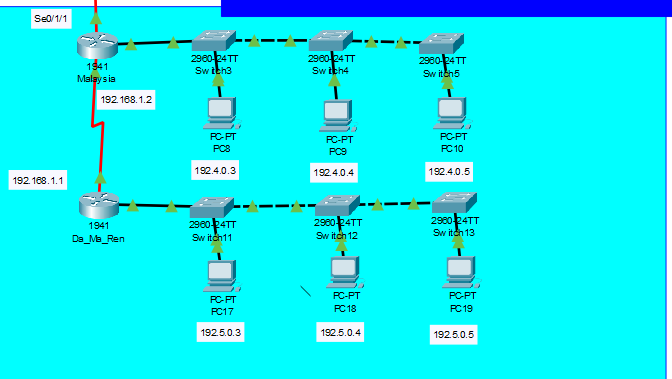 Se0/1/1
2960-24TT
Switch3
2960-24TT
Switch4
2960-24TT
Switch5
1941
Malaysia
192.168.1.2
PC-PT
PC8
PC-PT
PC9
PC-PT
PC10
192.4.0.3
192.4.0.4
192.4.0.5
192.168.1.1
1941
Da_Ma_Ren
2960-24TT
Switch11
2960-24TT
Switch12
2960-24TT
Switch13
PC-PT
PC17
PC-PT
PC18
PC-PT
PC19
192.5.0.3
192.5.0.4
192.5.0.5